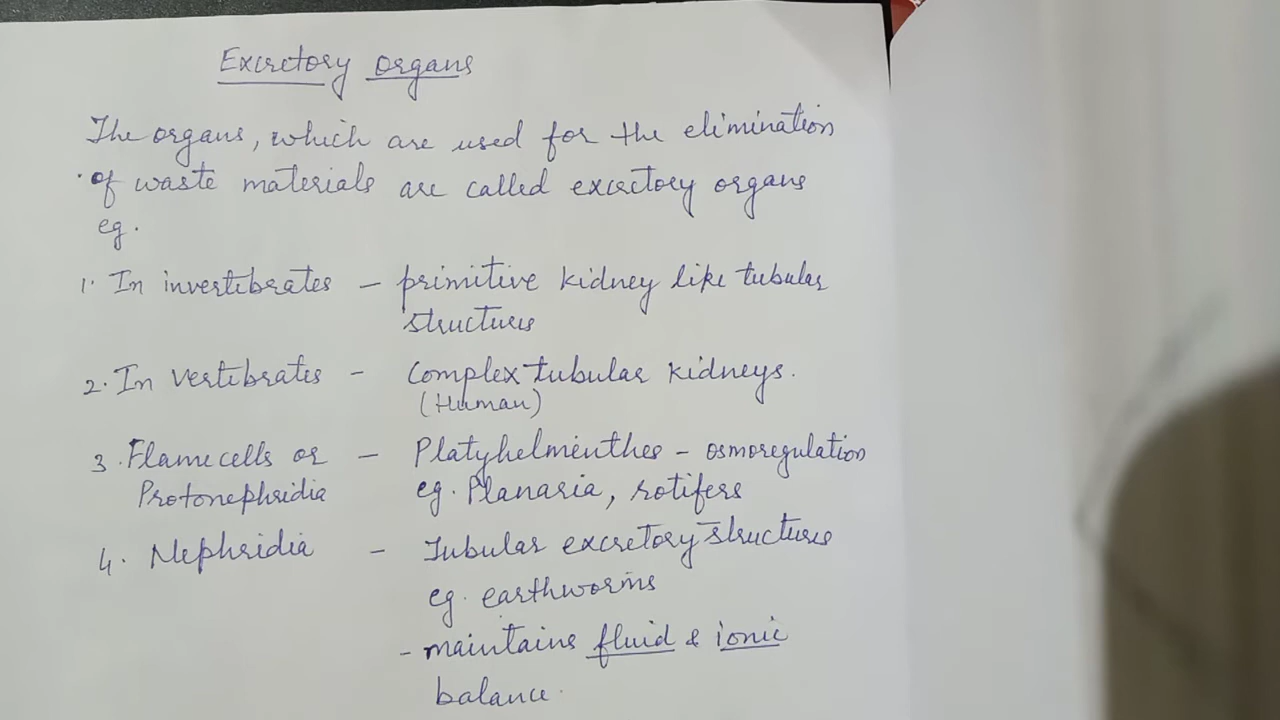 Excretory organs
The organs, which are used for the elimination
of waste materials are called excretory organs
eg.
1. In invertebrates - primitive kidney like tubular
structures
2. In vertebrates - Complex tubular kidneys.
(Human)
3. Flame cells or - Platyhelminthes - osmoregulation
Protonephridia eg. Planaria, rotifers
4. Nephridia - Tubular excretory structures
eg. earthworms
- maintains fluid & ionic
balance.